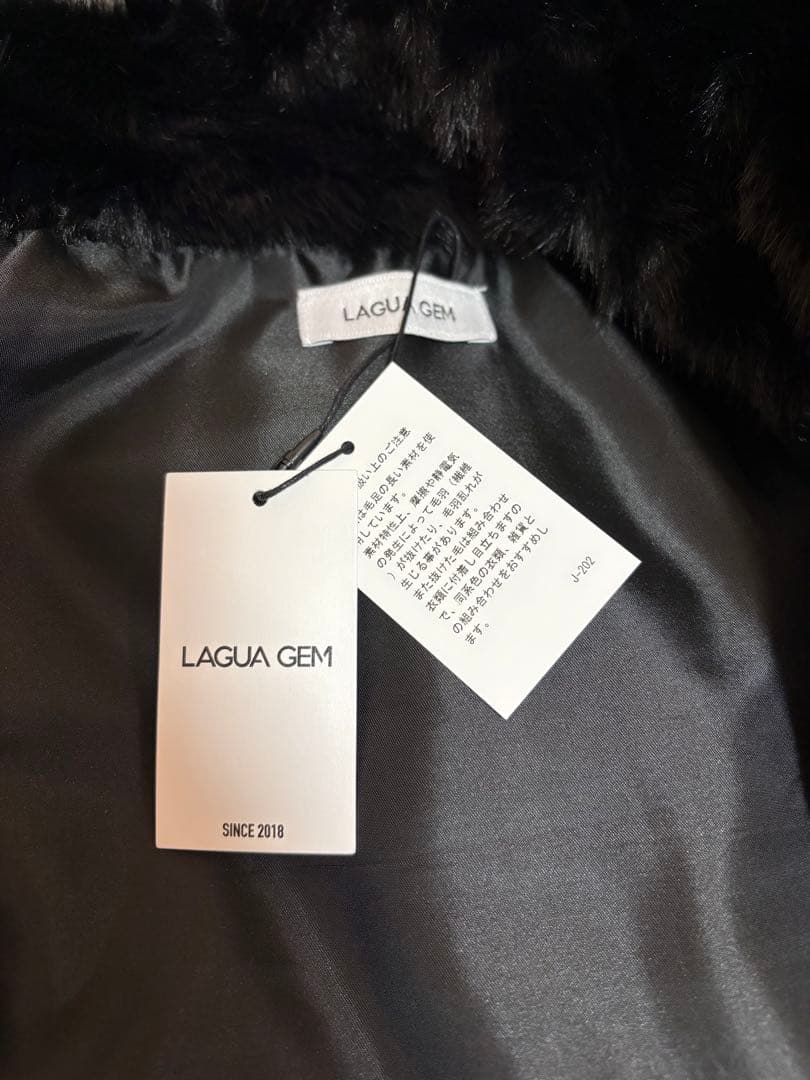 LAGUA GEM
扱い上のご注意
は毛足の長い素材を使
用しています。
素材特性上、摩擦や静電気
の発生によって毛羽（繊維
）が抜けたり、毛羽乱れが
生じる事があります。
また抜けた毛は組み合わせ
衣類に付着し目立ちますの
で、同系色の衣類、雑貨と
の組み合わせをおすすめし
ます。
J-202
LAGUA GEM
SINCE 2018